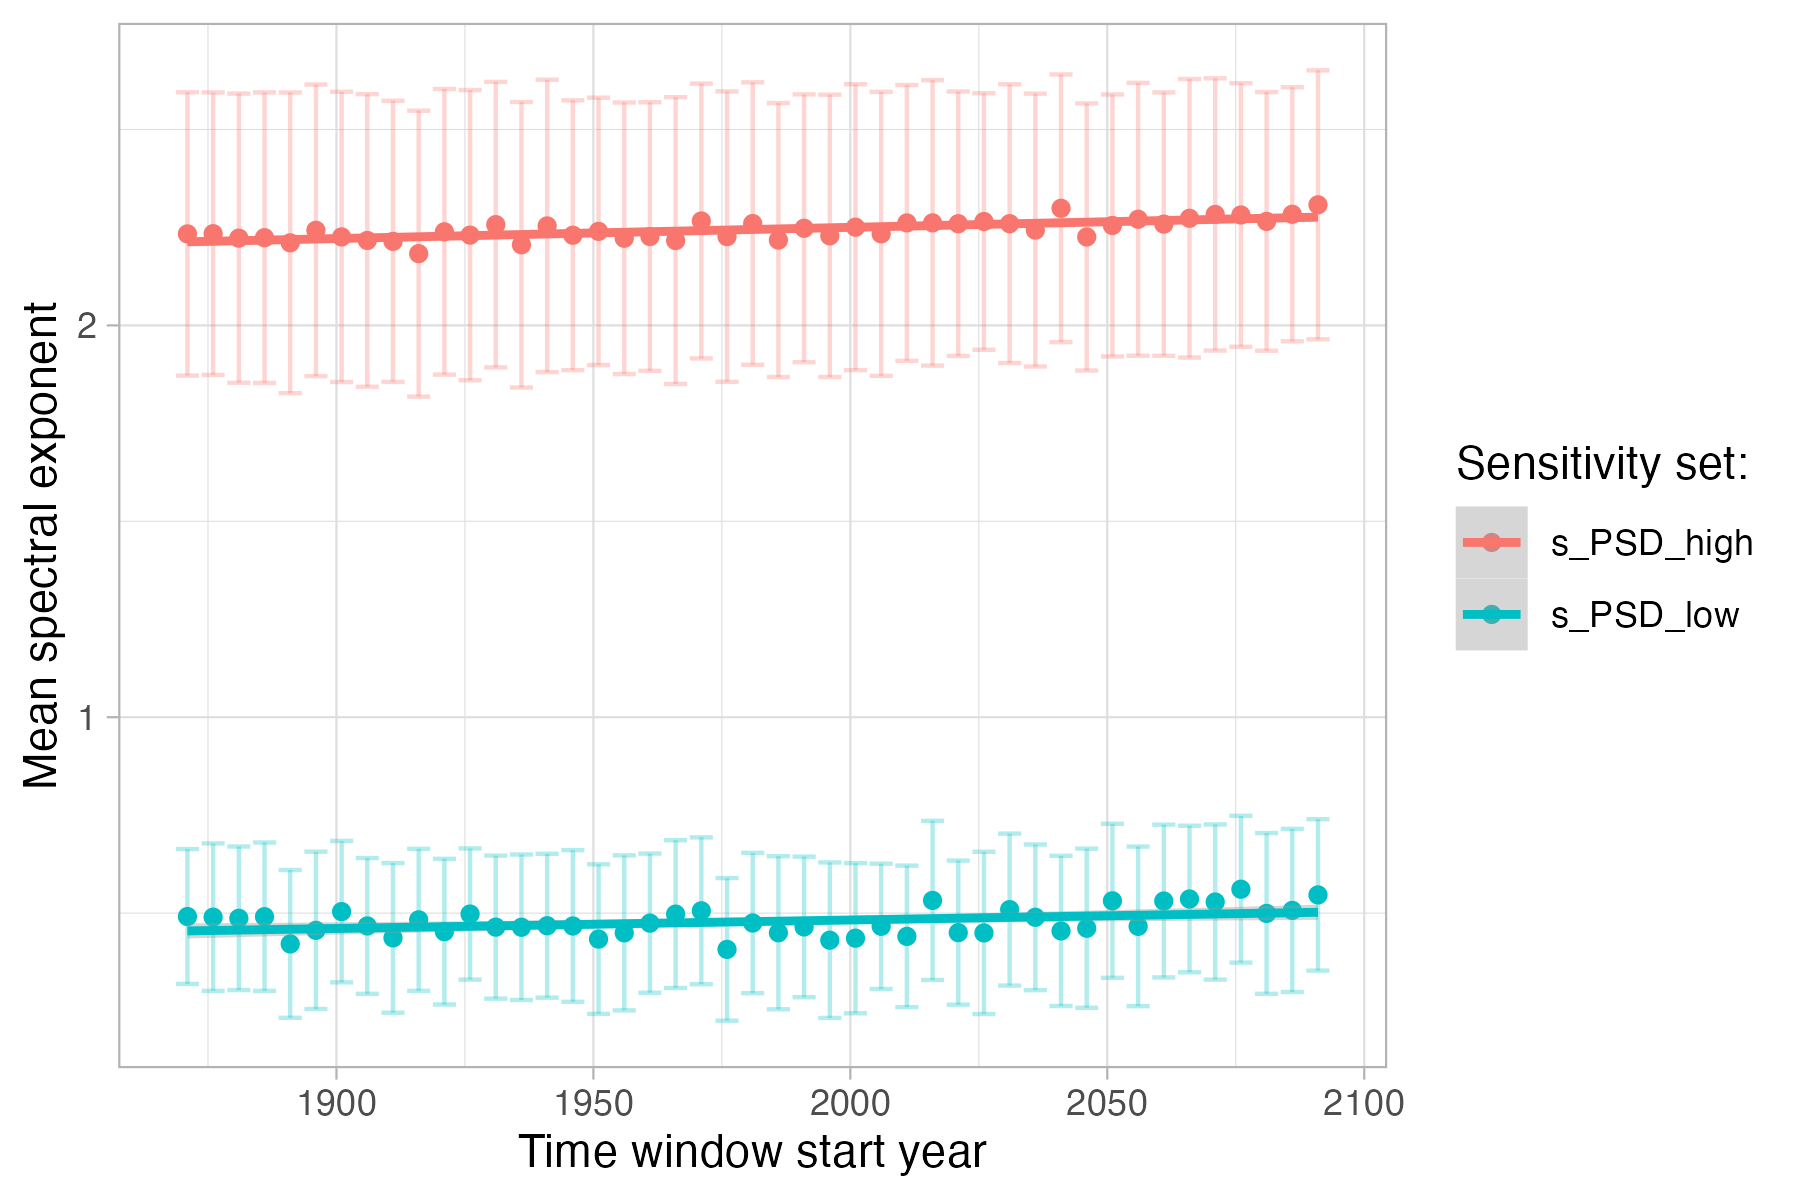 Mean spectral exponent
2
1
1900 1950 2000 2050 2100
Time window start year
Sensitivity set:
s_PSD_high
s_PSD_low